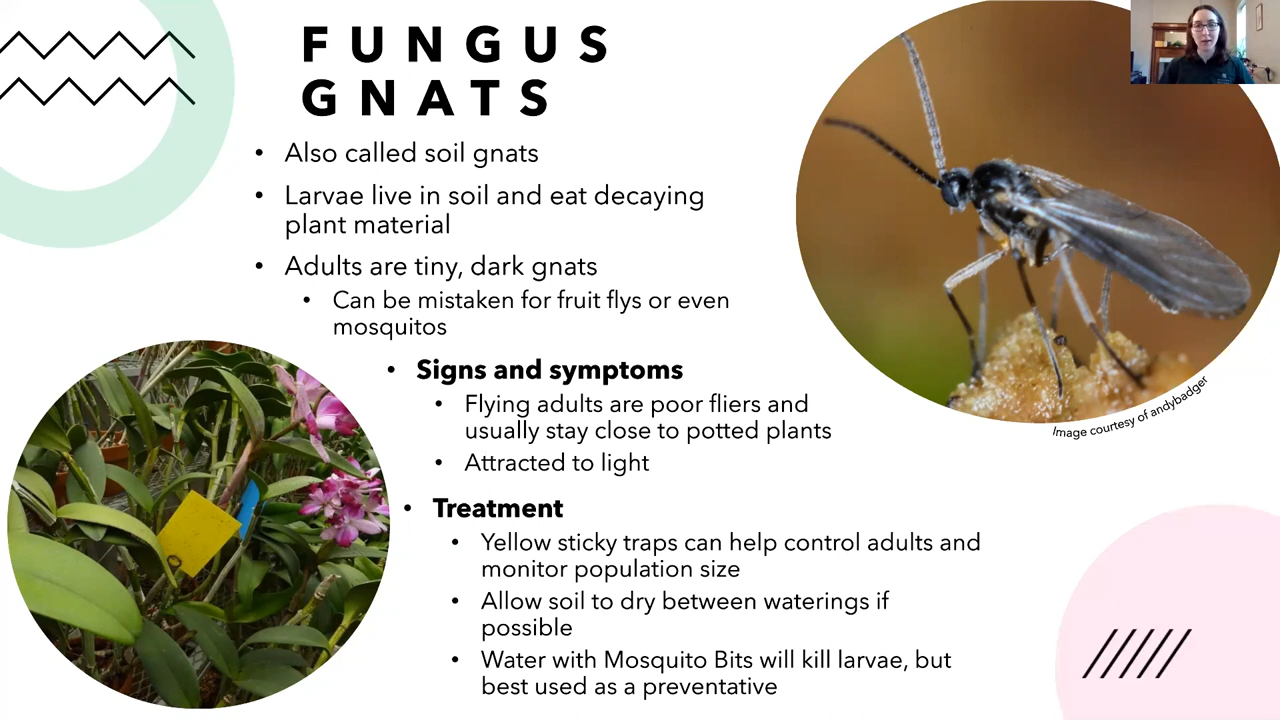 FUNGUS
GNATS
• Also called soil gnats
• Larvae live in soil and eat decaying
plant material
• Adults are tiny, dark gnats
• Can be mistaken for fruit flys or even
mosquitos
• Signs and symptoms
• Flying adults are poor fliers and
usually stay close to potted plants
• Attracted to light
• Treatment
• Yellow sticky traps can help control adults and
monitor population size
• Allow soil to dry between waterings if
possible
• Water with Mosquito Bits will kill larvae, but
best used as a preventative
Image courtesy of andybadger